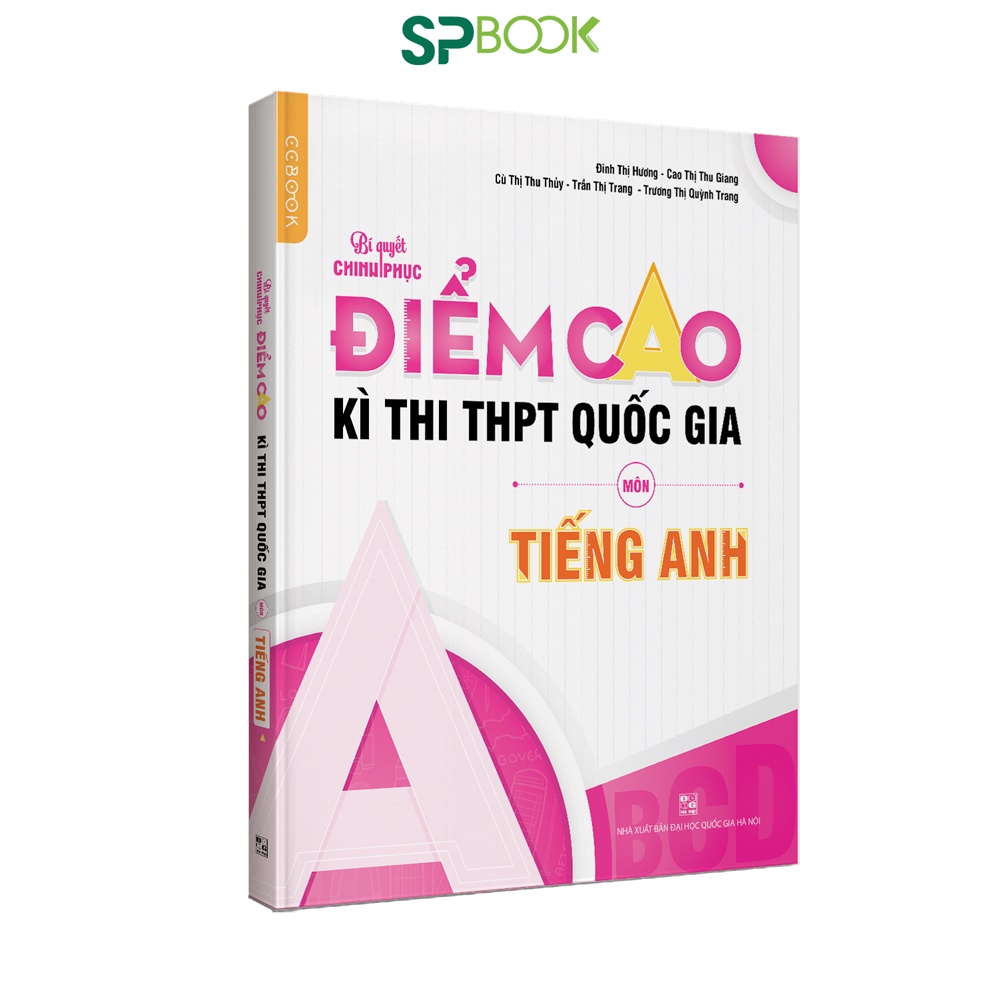 SPBOOK
CCBOOK
Bí quyết
CHINH PHỤC
ĐIỂM CAO
KÌ THI THPT QUỐC GIA
MÔN
TIẾNG ANH
Đinh Thị Hương - Cao Thị Thu Giang
Cù Thị Thu Thủy - Trần Thị Trang - Trương Thị Quỳnh Trang
Bí quyết
CHINH PHỤC
ĐIỂM CAO
KÌ THI THPT QUỐC GIA
MÔN
TIẾNG ANH
A
BCD
NHÀ XUẤT BẢN ĐẠI HỌC QUỐC GIA HÀ NỘI